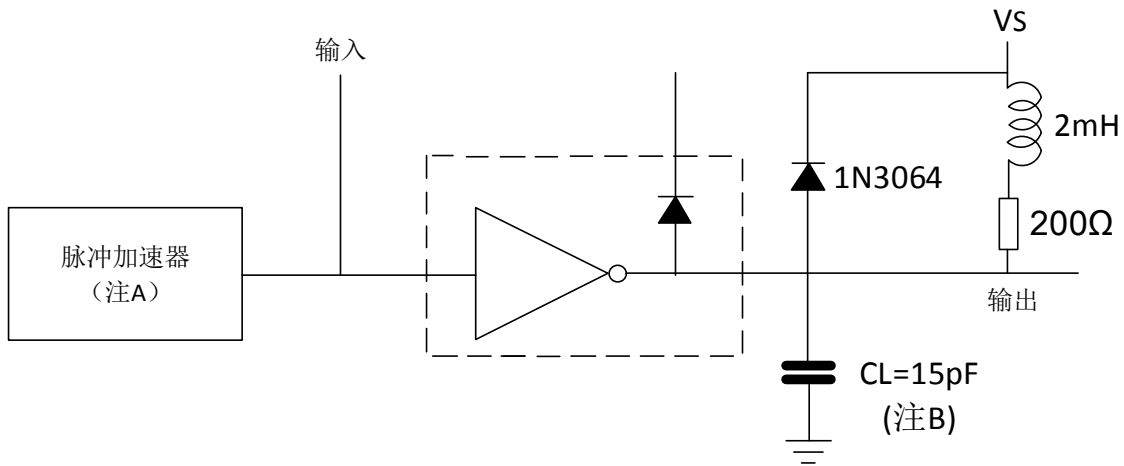 VS
输入
2mH
1N3064
200Ω
脉冲加速器
（注A）
输出
CL=15pF
(注B)